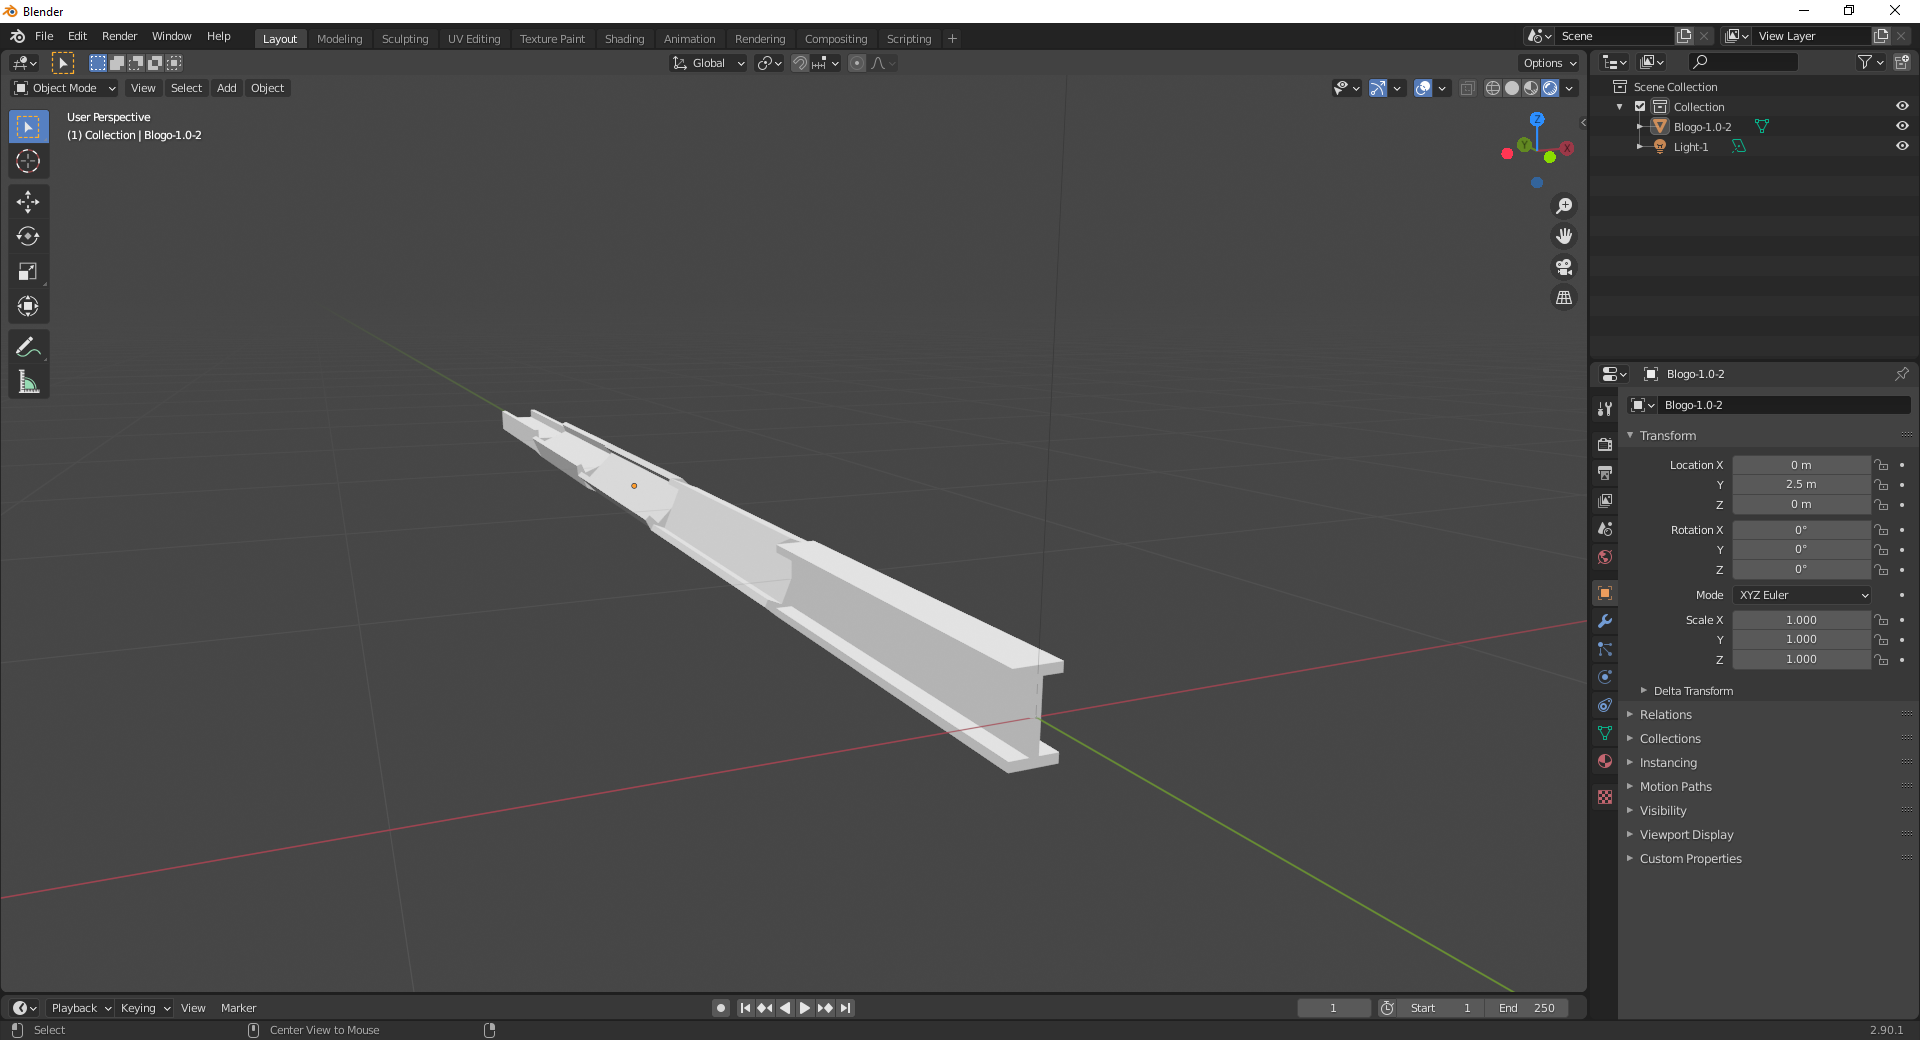 Blender
File Edit Render Window Help
Layout Modeling Sculpting UV Editing Texture Paint Shading Animation Rendering Compositing Scripting +
Scene
View Layer
Global
Options
Object Mode View Select Add Object
User Perspective
(1) Collection | Blogo-1.0-2
Z
Y
X
Scene Collection
Collection
Blogo-1.0-2
Light-1
Blogo-1.0-2
Blogo-1.0-2
Transform
Location X 0 m
Y 2.5 m
Z 0 m
Rotation X 0°
Y 0°
Z 0°
Mode XYZ Euler
Scale X 1.000
Y 1.000
Z 1.000
Delta Transform
Relations
Collections
Instancing
Motion Paths
Visibility
Viewport Display
Custom Properties
Playback Keying View Marker
1
Start 1
End 250
Select
Center View to Mouse
2.90.1